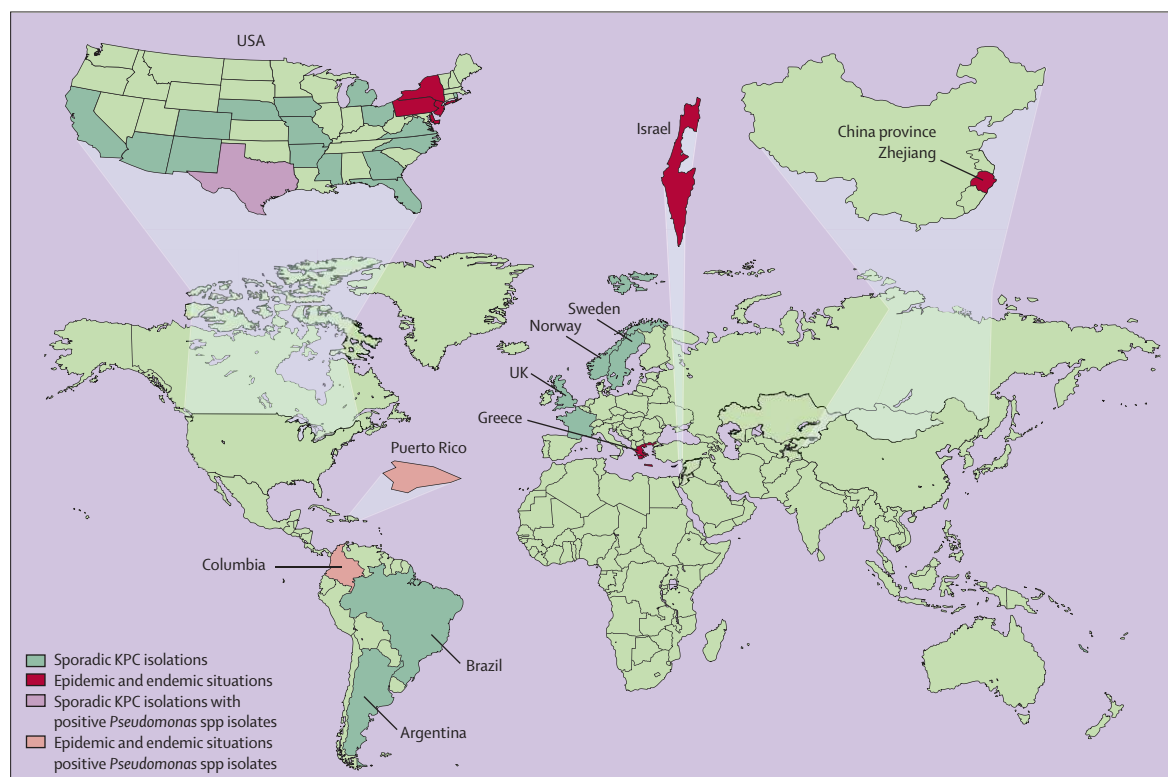 USA
Israel
China province
Zhejiang
Sweden
Norway
UK
Greece
Puerto Rico
Columbia
Brazil
Argentina
Sporadic KPC isolations
Epidemic and endemic situations
Sporadic KPC isolations with
positive Pseudomonas spp isolates
Epidemic and endemic situations
positive Pseudomonas spp isolates